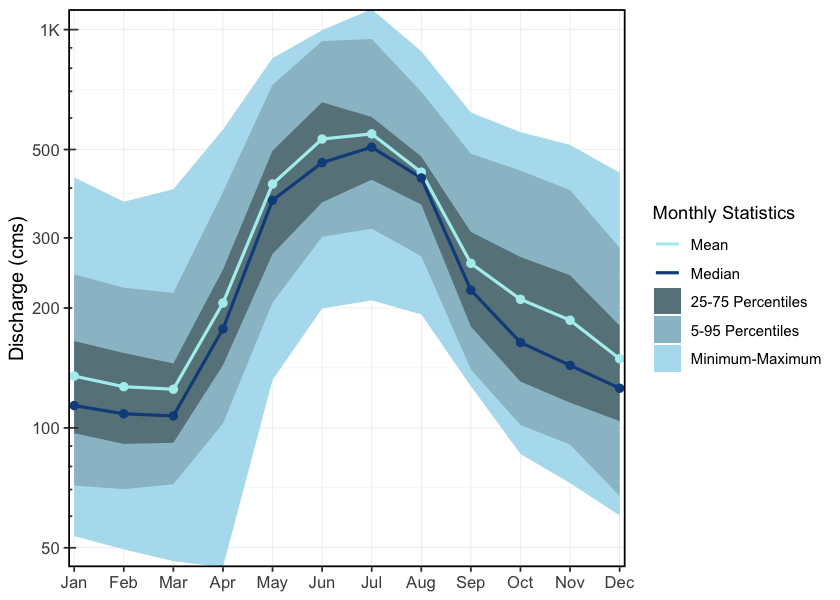 1K
500
300
200
100
50
Discharge (cms)
Jan Feb Mar Apr May Jun Jul Aug Sep Oct Nov Dec
Monthly Statistics
Mean
Median
25-75 Percentiles
5-95 Percentiles
Minimum-Maximum